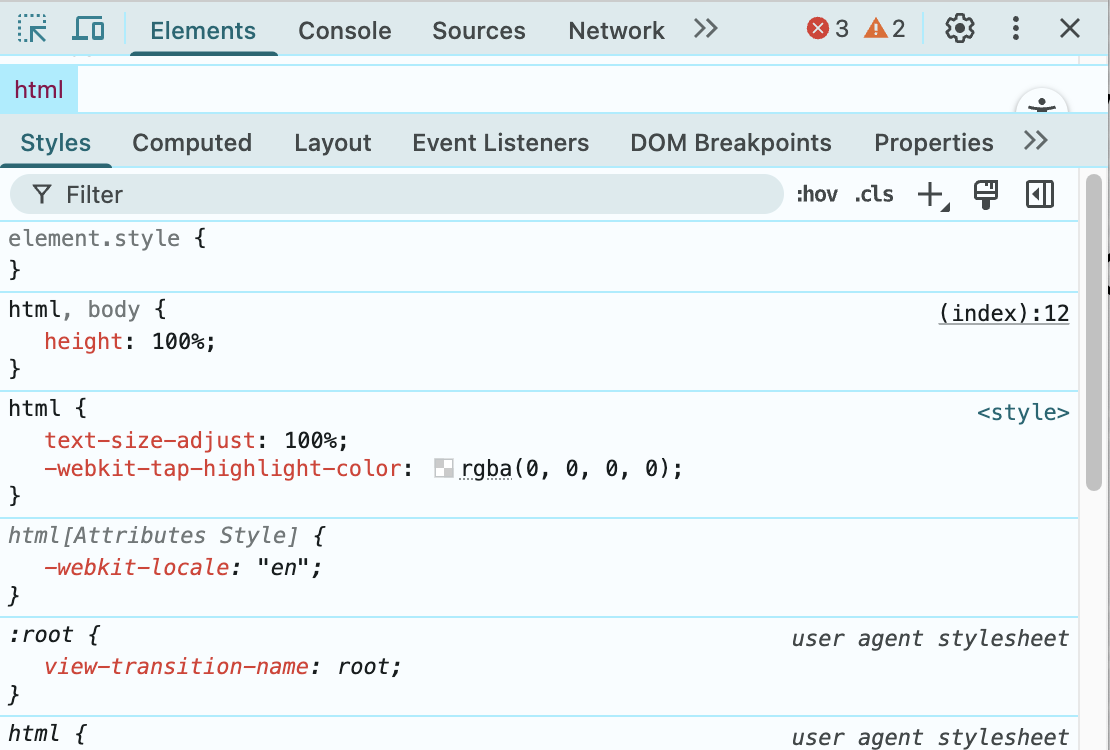 Elements Console Sources Network 3 2
html
Styles Computed Layout Event Listeners DOM Breakpoints Properties
Filter :hov .cls
element.style {
}
html, body { (index):12
height: 100%;
}
html { <style>
text-size-adjust: 100%;
-webkit-tap-highlight-color: rgba(0, 0, 0, 0);
}
html[Attributes Style] {
-webkit-locale: "en";
}
:root { user agent stylesheet
view-transition-name: root;
}
html { user agent stylesheet